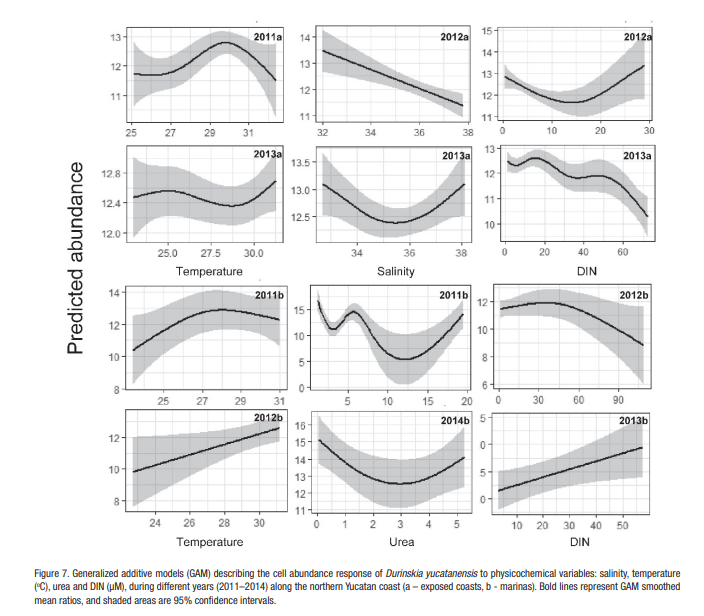 2011a
13
12
11
25 27 29 31
2012a
14
13
12
11
32 34 36 38
2012a
15
14
13
12
11
0 10 20 30
2013a
12.8
12.4
12.0
25.0 27.5 30.0
Temperature
2013a
13.5
13.0
12.5
34 36 38
Salinity
2013a
13
12
11
10
0 20 40 60
DIN
Predicted abundance
2011b
14
12
10
8
25 27 29 31
2011b
15
10
5
0
5 10 15 20
2012b
12
10
8
6
0 30 60 90
2012b
12
10
8
24 26 28 30
Temperature
2014b
16
15
14
13
12
11
0 1 2 3 4 5
Urea
2013b
5
0
5
0
10 20 30 40 50
DIN
Figure 7. Generalized additive models (GAM) describing the cell abundance response of Durinskia yucatanensis to physicochemical variables: salinity, temperature
(ºC), urea and DIN (µM), during different years (2011–2014) along the northern Yucatan coast (a – exposed coasts, b - marinas). Bold lines represent GAM smoothed
mean ratios, and shaded areas are 95% confidence intervals.